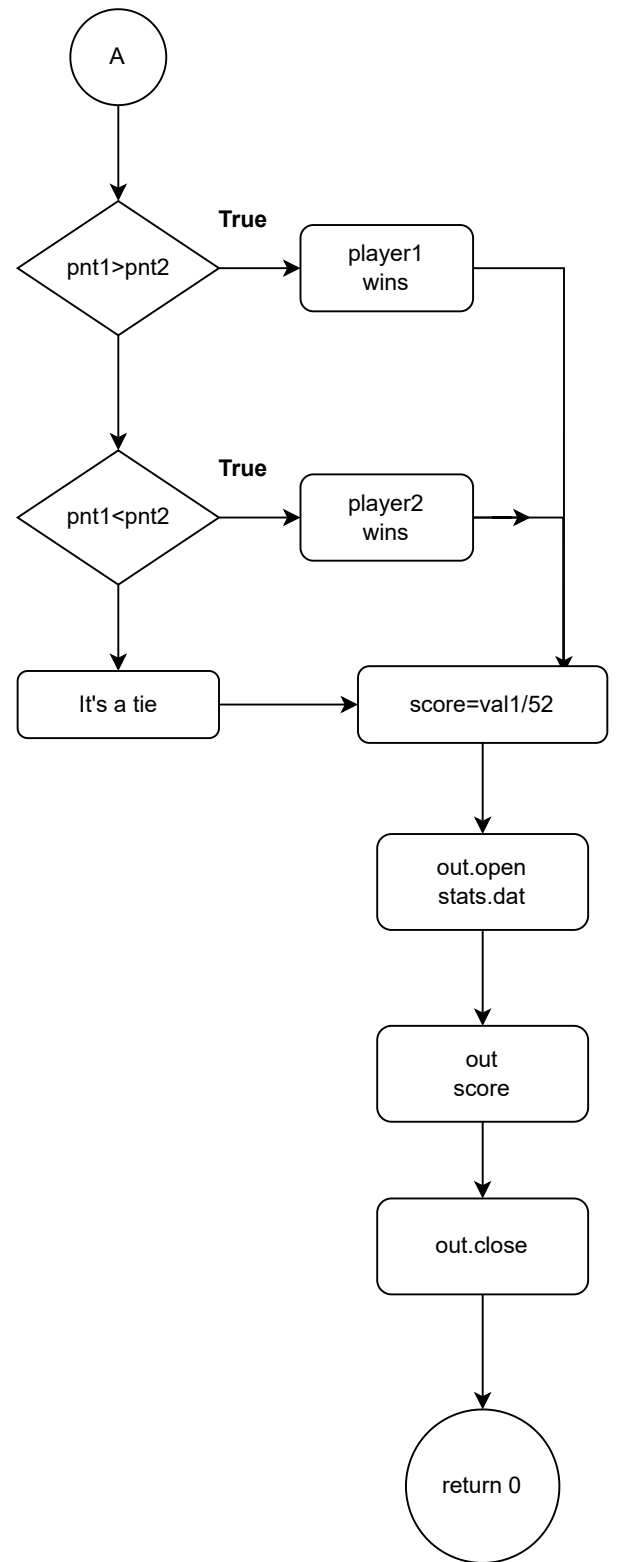 A
True
pnt1>pnt2
player1
wins
True
pnt1<pnt2
player2
wins
It's a tie
score=val1/52
out.open
stats.dat
out
score
out.close
return 0